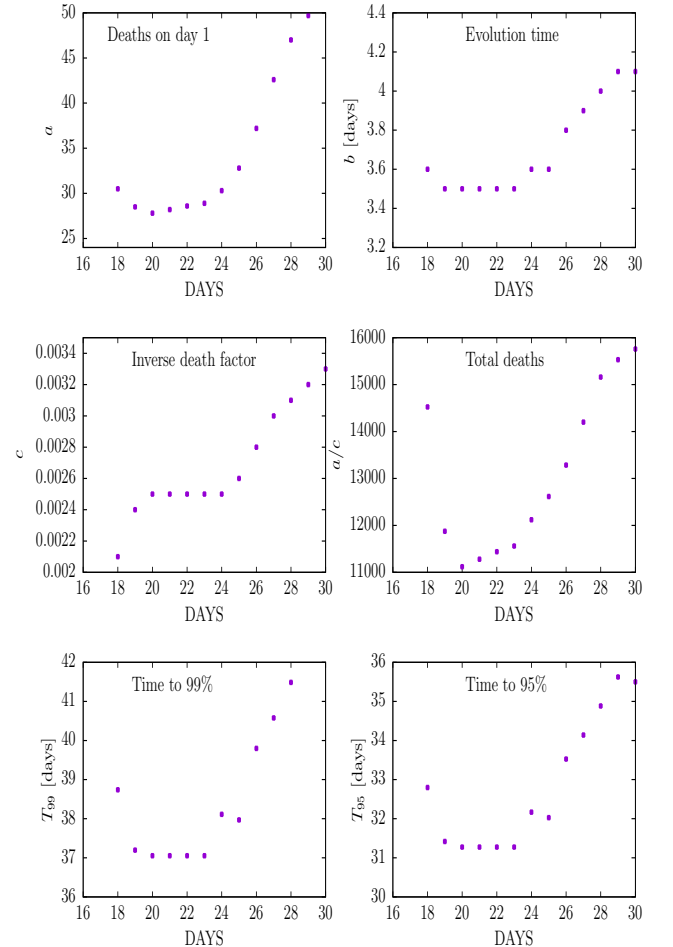 50
45
40
35
30
25
a
Deaths on day 1
16 18 20 22 24 26 28 30
DAYS
4.4
4.2
4
3.8
3.6
3.4
3.2
b [days]
Evolution time
16 18 20 22 24 26 28 30
DAYS
0.0034
0.0032
0.003
0.0028
0.0026
0.0024
0.0022
0.002
c
Inverse death factor
16 18 20 22 24 26 28 30
DAYS
16000
15000
14000
13000
12000
11000
a/c
Total deaths
16 18 20 22 24 26 28 30
DAYS
42
41
40
39
38
37
36
T99 [days]
Time to 99%
16 18 20 22 24 26 28 30
DAYS
36
35
34
33
32
31
30
T95 [days]
Time to 95%
16 18 20 22 24 26 28 30
DAYS